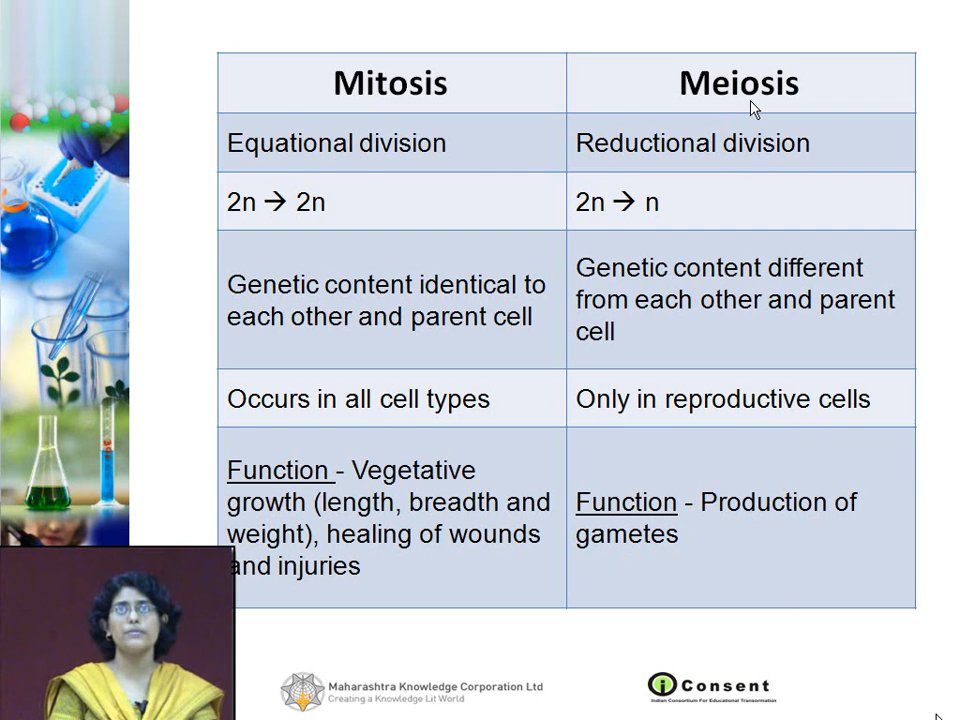 Mitosis
Meiosis
Equational division
Reductional division
2n → 2n
2n → n
Genetic content identical to
each other and parent cell
Genetic content different
from each other and parent
cell
Occurs in all cell types
Only in reproductive cells
Function - Vegetative
growth (length, breadth and
weight), healing of wounds
and injuries
Function - Production of
gametes
Maharashtra Knowledge Corporation Ltd
Creating a Knowledge Lit World
i Consent
Indian Consortium For Educational Transformation